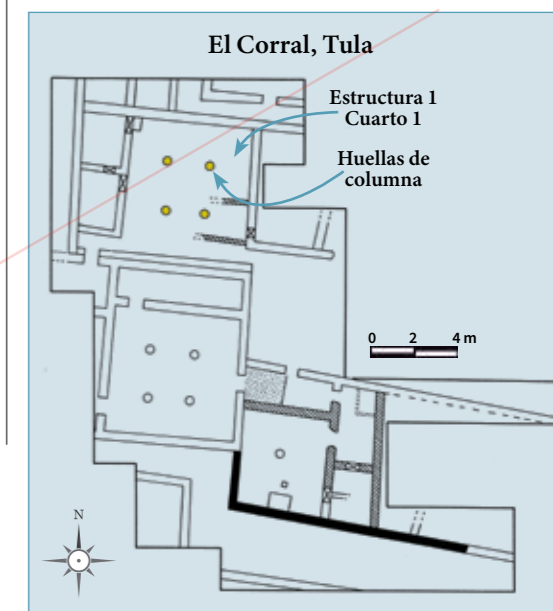 El Corral, Tula
Estructura 1
Cuarto 1
Huellas de
columna
0 2 4 m
N